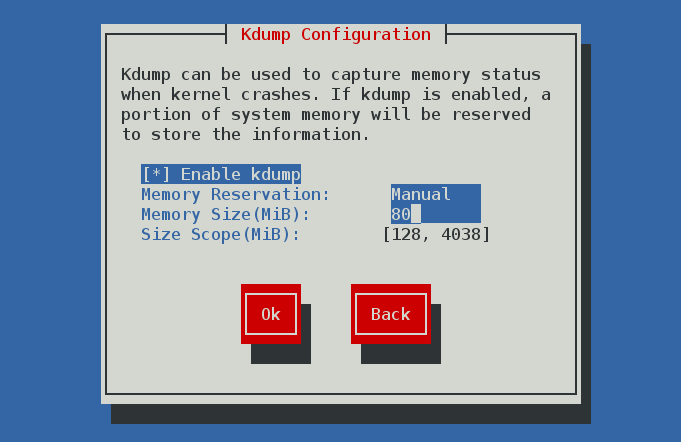 Kdump Configuration
Kdump can be used to capture memory status
when kernel crashes. If kdump is enabled, a
portion of system memory will be reserved
to store the information.
[*] Enable kdump
Memory Reservation: Manual
Memory Size(MiB): 80
Size Scope(MiB): [128, 4038]
Ok Back